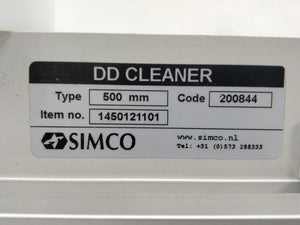 DD CLEANER
Type 500 mm Code 200844
Item no. 1450121101
SIMCO www.simco.nl
Tel: +31 (0)573 288333